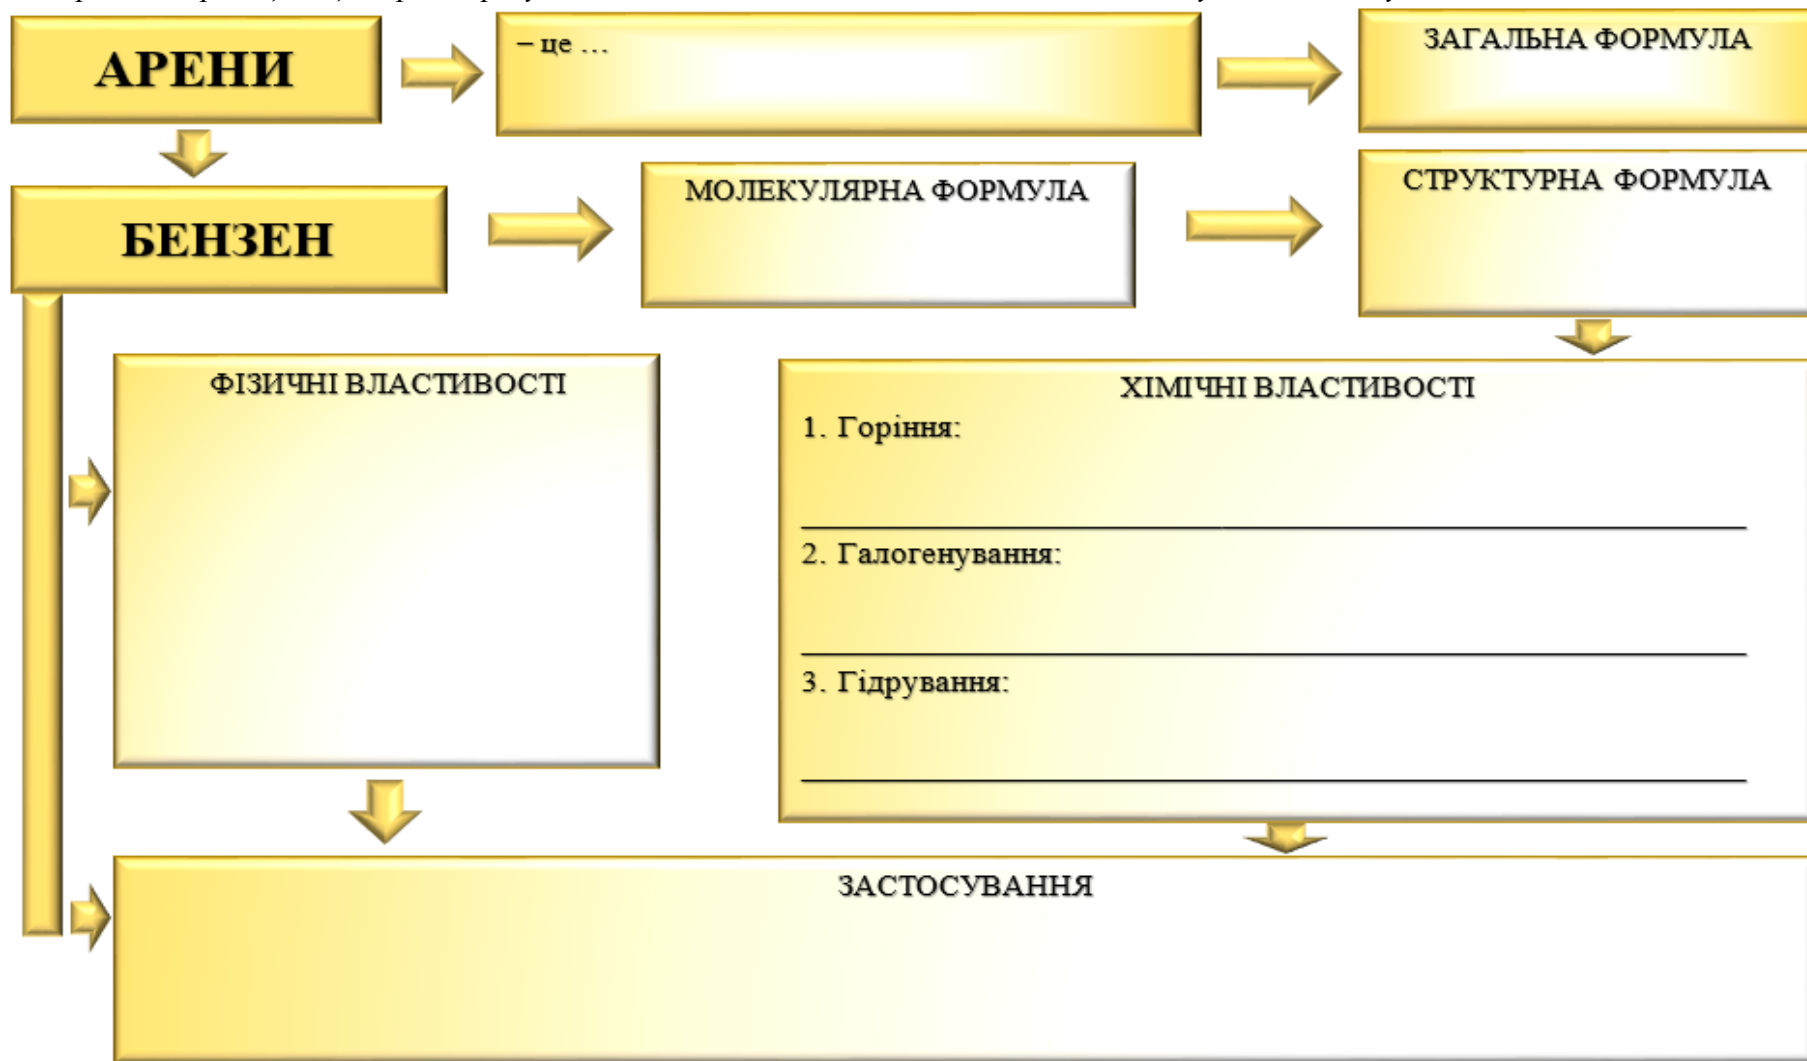 АРЕНИ
– це …
ЗАГАЛЬНА ФОРМУЛА
БЕНЗЕН
МОЛЕКУЛЯРНА ФОРМУЛА
СТРУКТУРНА ФОРМУЛА
ФІЗИЧНІ ВЛАСТИВОСТІ
ХІМІЧНІ ВЛАСТИВОСТІ
1. Горіння:
2. Галогенування:
3. Гідрування:
ЗАСТОСУВАННЯ